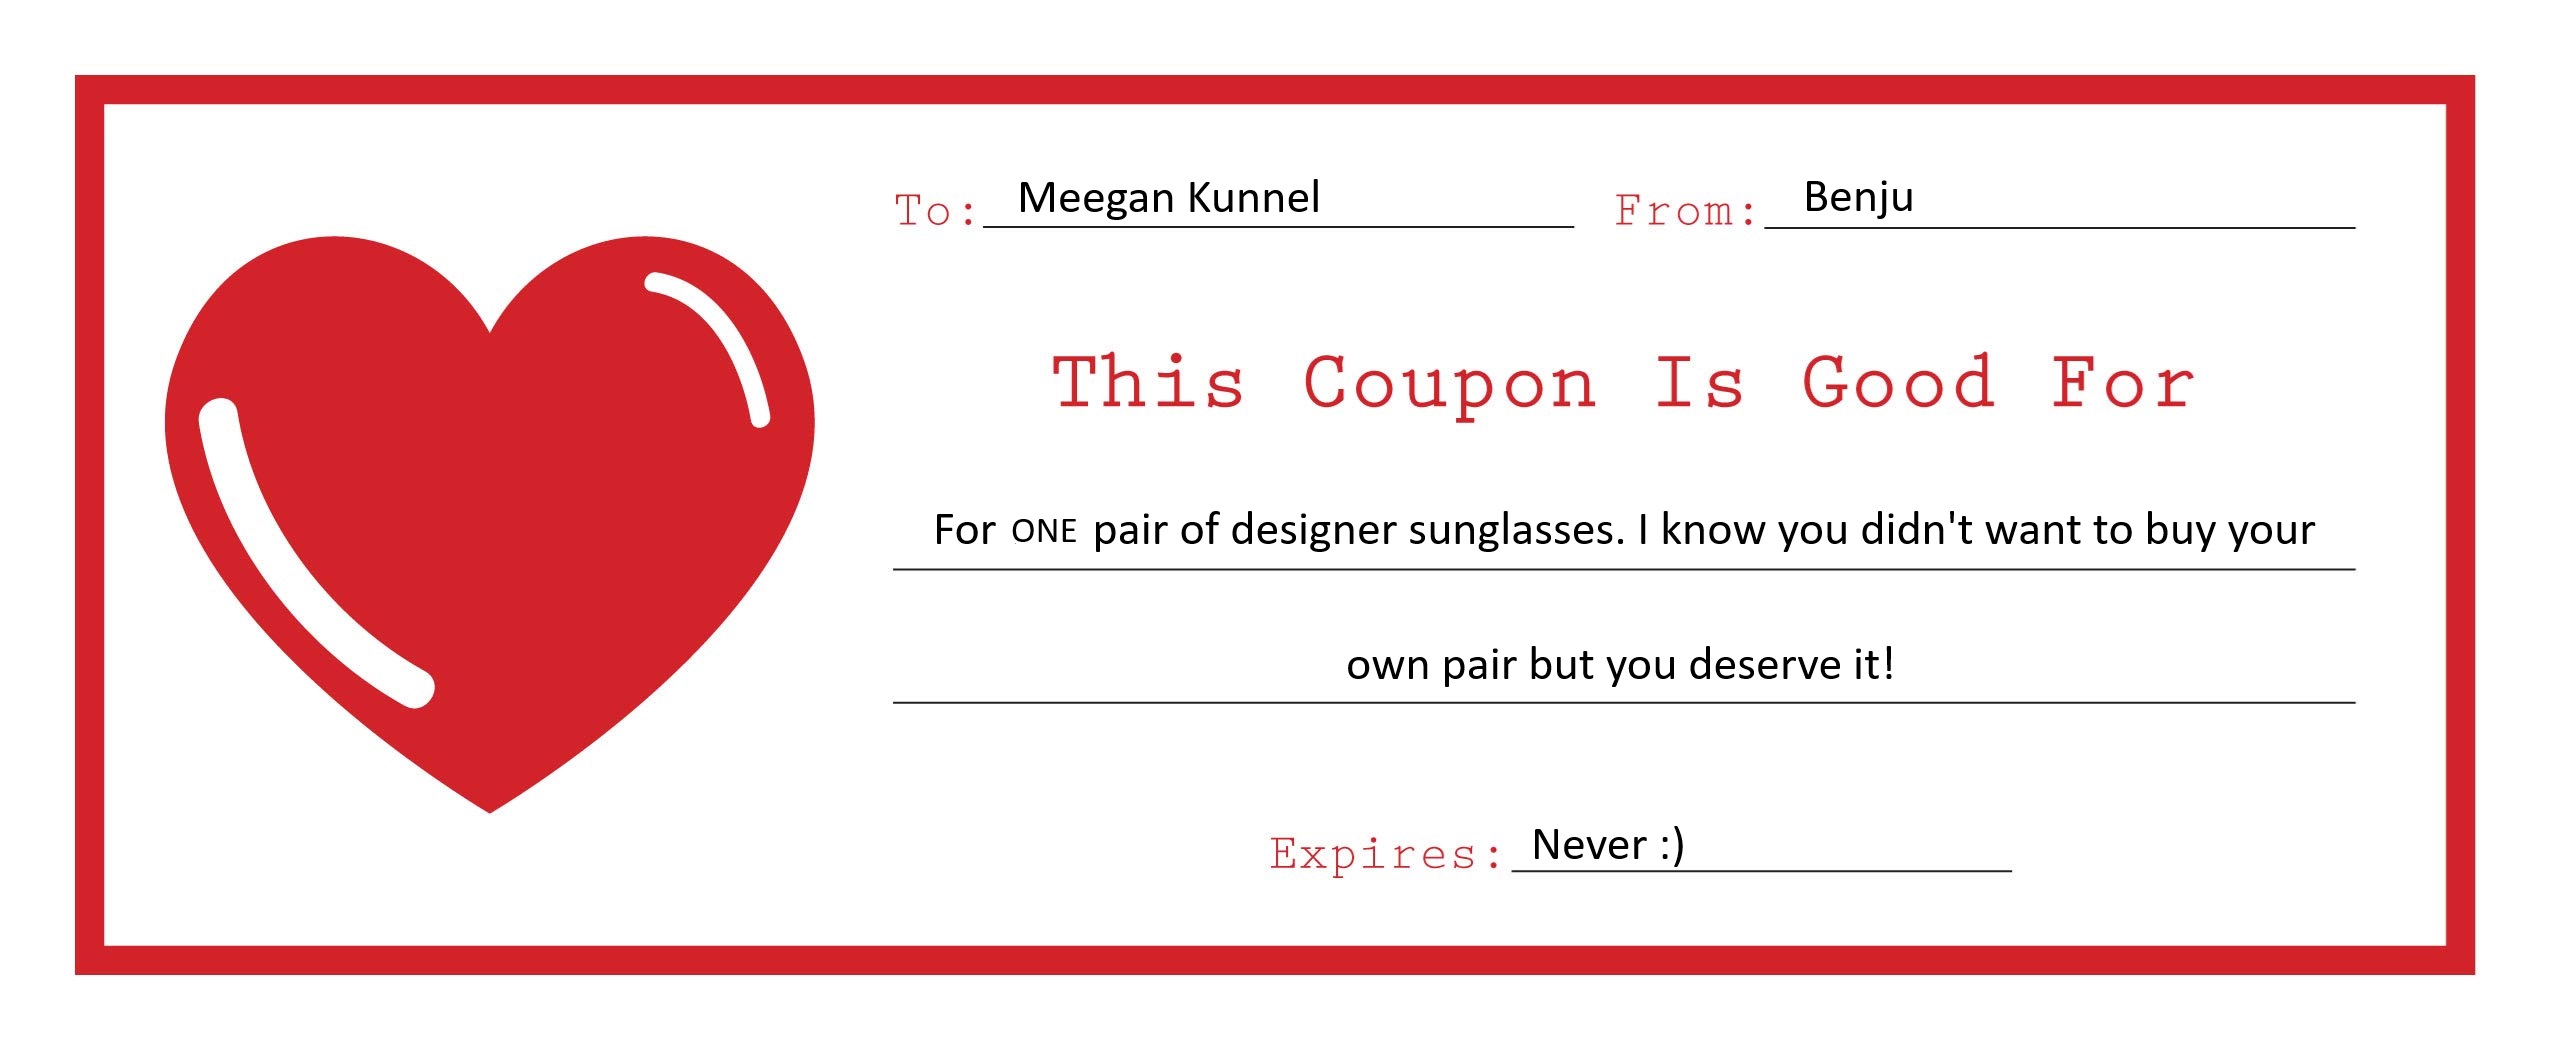 To: Meegan Kunnel From: Benju
This Coupon Is Good For
For ONE pair of designer sunglasses. I know you didn't want to buy your
own pair but you deserve it!
Expires: Never :)